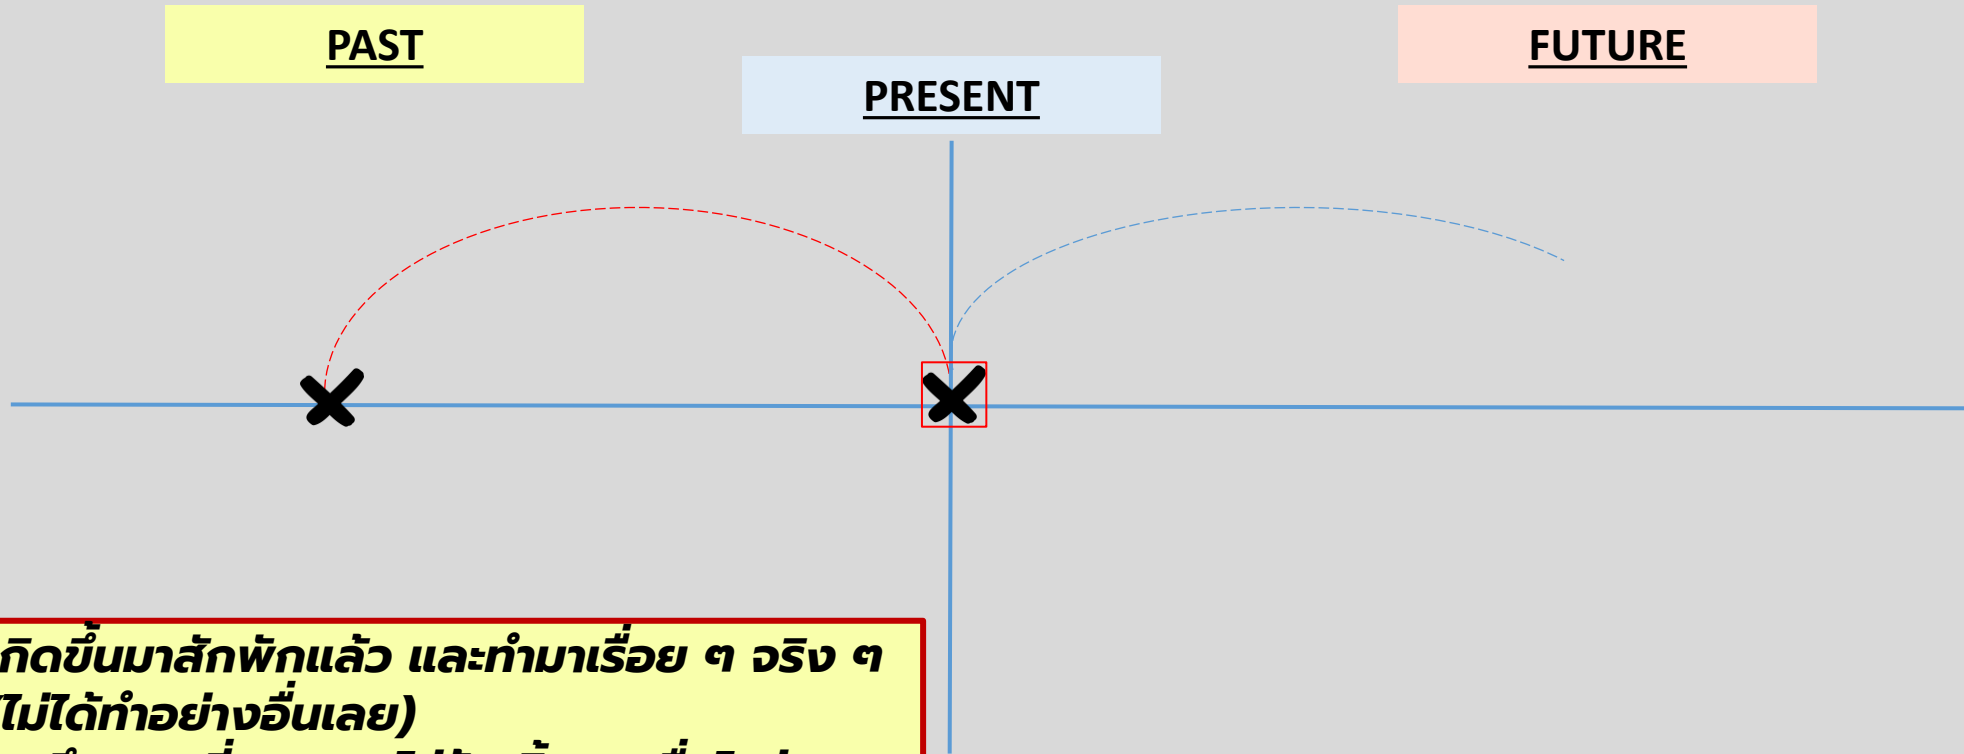 PAST
FUTURE
PRESENT
กิดขึ้นมาสักพักแล้ว และทำมาเรื่อย ๆ จริง ๆ
ไม่ได้ทำอย่างอื่นเลย)